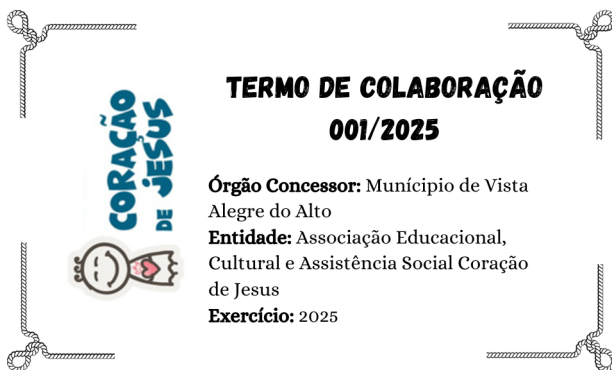 CORAÇÃO
DE JESUS
TERMO DE COLABORAÇÃO
001/2025
Órgão Concessor: Munícipio de Vista
Alegre do Alto
Entidade: Associação Educacional,
Cultural e Assistência Social Coração
de Jesus
Exercício: 2025